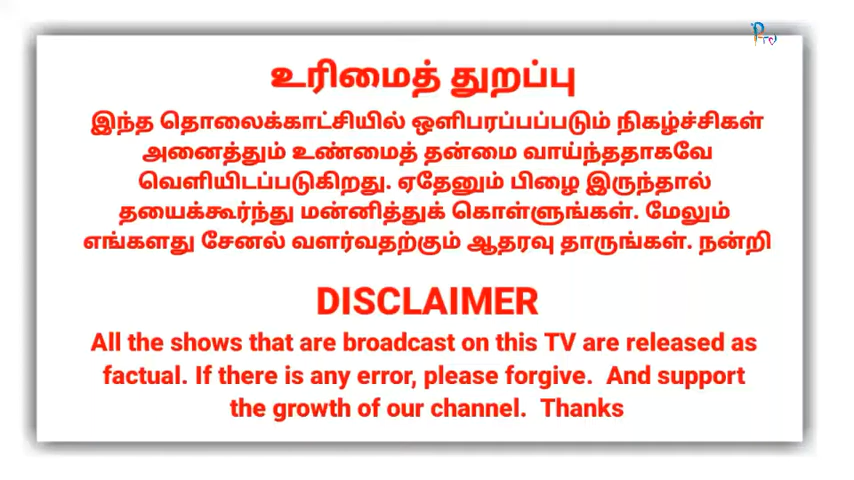 PTV
உரிமைத் துறப்பு
இந்த தொலைக்காட்சியில் ஒளிபரப்பப்படும் நிகழ்ச்சிகள்
அனைத்தும் உண்மைத் தன்மை வாய்ந்ததாகவே
வெளியிடப்படுகிறது. ஏதேனும் பிழை இருந்தால்
தயைக்கூர்ந்து மன்னித்துக் கொள்ளுங்கள். மேலும்
எங்களது சேனல் வளர்வதற்கும் ஆதரவு தாருங்கள். நன்றி
DISCLAIMER
All the shows that are broadcast on this TV are released as
factual. If there is any error, please forgive.  And support
the growth of our channel.  Thanks